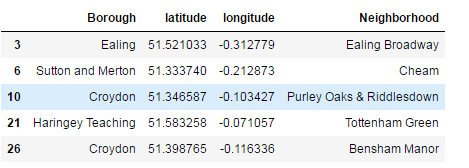 Borough latitude longitude Neighborhood
3 Ealing 51.521033 -0.312779 Ealing Broadway
6 Sutton and Merton 51.333740 -0.212873 Cheam
10 Croydon 51.346587 -0.103427 Purley Oaks & Riddlesdown
21 Haringey Teaching 51.583258 -0.071057 Tottenham Green
26 Croydon 51.398765 -0.116336 Bensham Manor